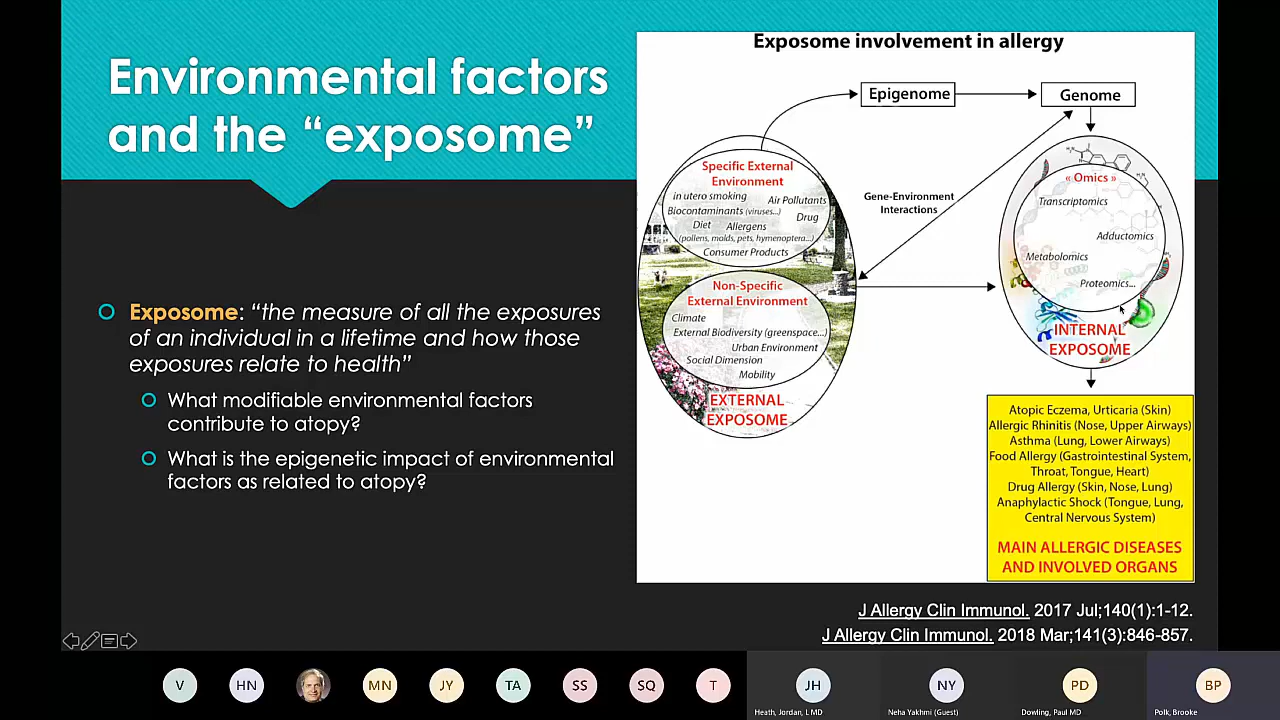 Environmental factors
and the “exposome”
Exposome: “the measure of all the exposures
of an individual in a lifetime and how those
exposures relate to health”
What modifiable environmental factors
contribute to atopy?
What is the epigenetic impact of environmental
factors as related to atopy?
Exposome involvement in allergy
Epigenome
Genome
Specific External
Environment
in utero smoking
Air Pollutants
Biocontaminants (viruses...)
Drug
Diet
Allergens
(pollens, molds, pets, hymenoptera...)
Consumer Products
Non-Specific
External Environment
Climate
External Biodiversity (greenspace...)
Urban Environment
Social Dimension
Mobility
EXTERNAL
EXPOSOME
Gene-Environment
Interactions
« Omics »
Transcriptomics
Adductomics
Metabolomics
Proteomics...
INTERNAL
EXPOSOME
Atopic Eczema, Urticaria (Skin)
Allergic Rhinitis (Nose, Upper Airways)
Asthma (Lung, Lower Airways)
Food Allergy (Gastrointestinal System,
Throat, Tongue, Heart)
Drug Allergy (Skin, Nose, Lung)
Anaphylactic Shock (Tongue, Lung,
Central Nervous System)
MAIN ALLERGIC DISEASES
AND INVOLVED ORGANS
J Allergy Clin Immunol. 2017 Jul;140(1):1-12.
J Allergy Clin Immunol. 2018 Mar;141(3):846-857.
V
HN
MN
JY
TA
SS
SQ
T
JH
NY
PD
BP
Heath, Jordan, L MD
Neha Yakhmi (Guest)
Dowling, Paul MD
Polk, Brooke